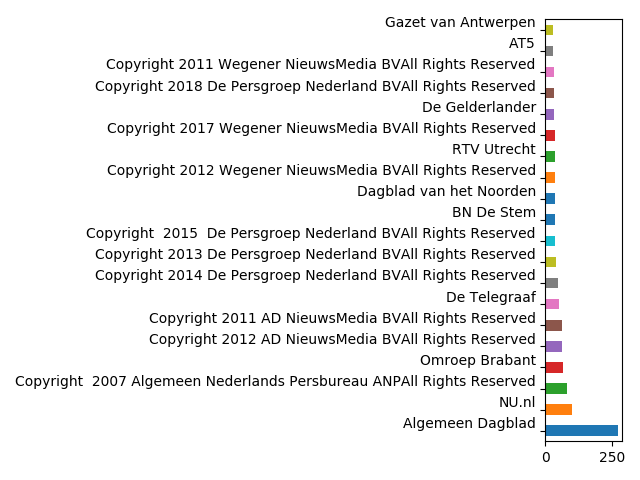 Gazet van Antwerpen
AT5
Copyright 2011 Wegener NieuwsMedia BVAll Rights Reserved
Copyright 2018 De Persgroep Nederland BVAll Rights Reserved
De Gelderlander
Copyright 2017 Wegener NieuwsMedia BVAll Rights Reserved
RTV Utrecht
Copyright 2012 Wegener NieuwsMedia BVAll Rights Reserved
Dagblad van het Noorden
BN De Stem
Copyright  2015  De Persgroep Nederland BVAll Rights Reserved
Copyright 2013 De Persgroep Nederland BVAll Rights Reserved
Copyright 2014 De Persgroep Nederland BVAll Rights Reserved
De Telegraaf
Copyright 2011 AD NieuwsMedia BVAll Rights Reserved
Copyright 2012 AD NieuwsMedia BVAll Rights Reserved
Omroep Brabant
Copyright  2007 Algemeen Nederlands Persbureau ANPAll Rights Reserved
NU.nl
Algemeen Dagblad
0 250